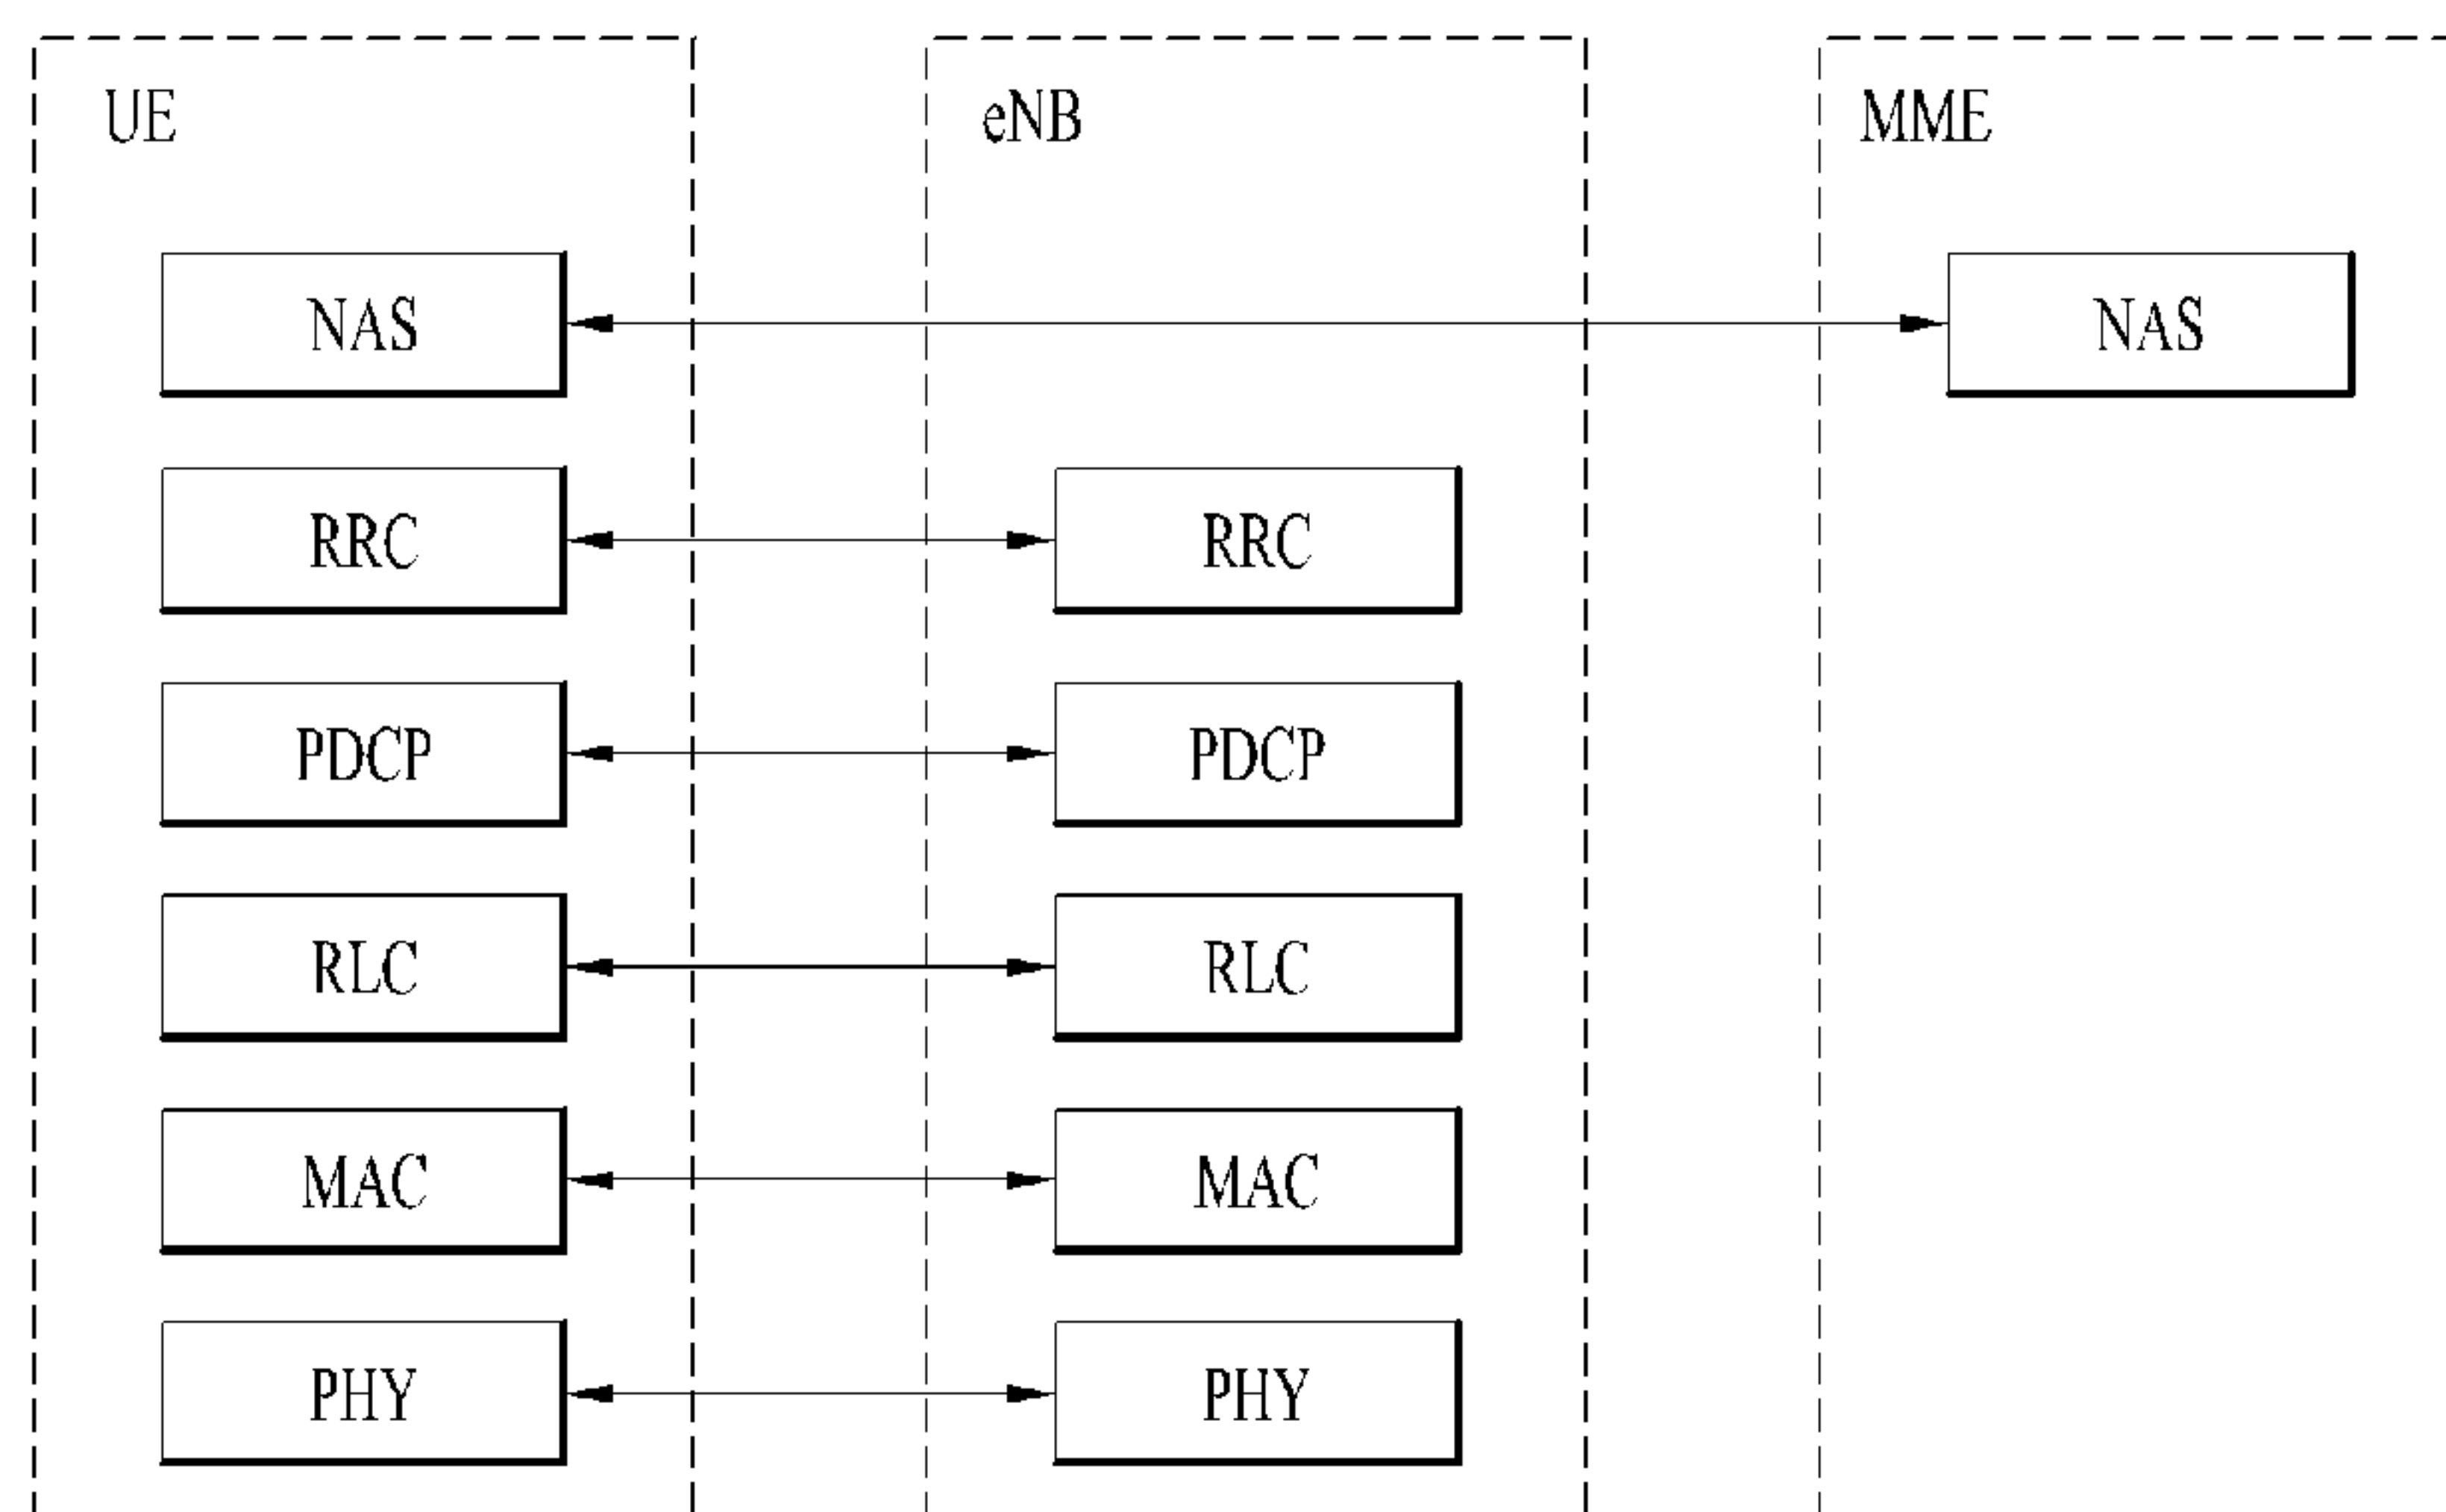 UE eNB MME
NAS NAS
RRC RRC
PDCP PDCP
RLC RLC
MAC MAC
PHY PHY